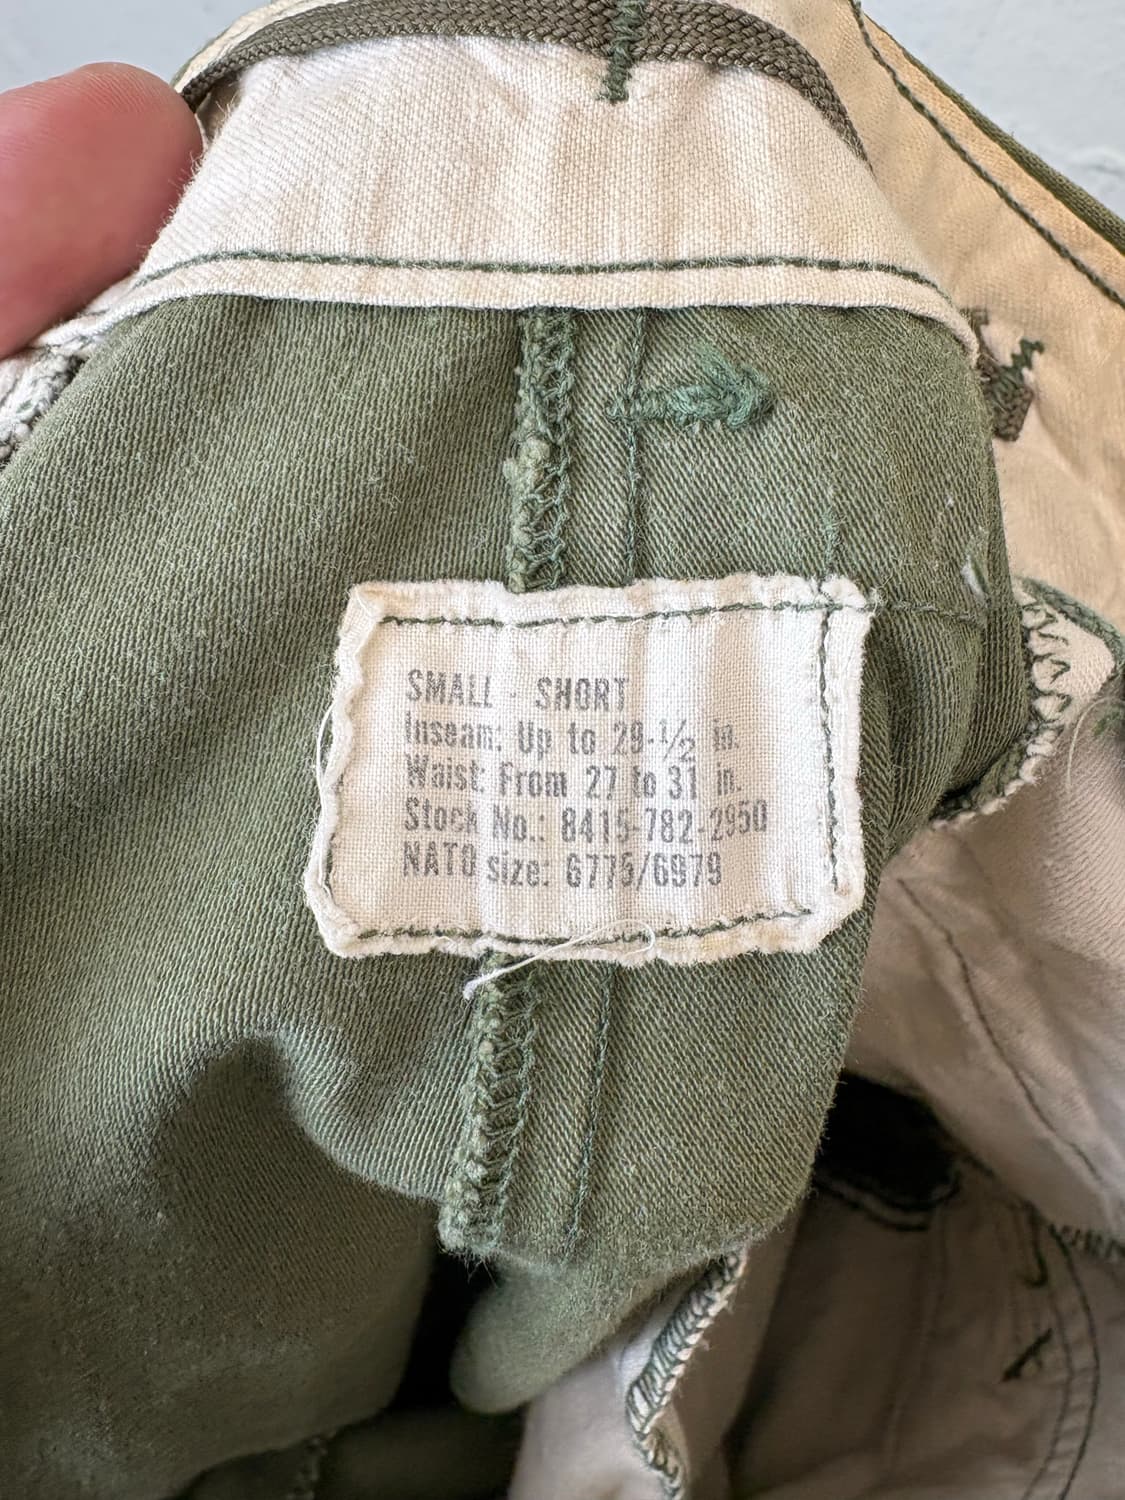 SMALL - SHORT
Inseam: Up to 29-1/2 in.
Waist: From 27 to 31 in.
Stock No.: 8415-782-2950
NATO size: 6775/6979